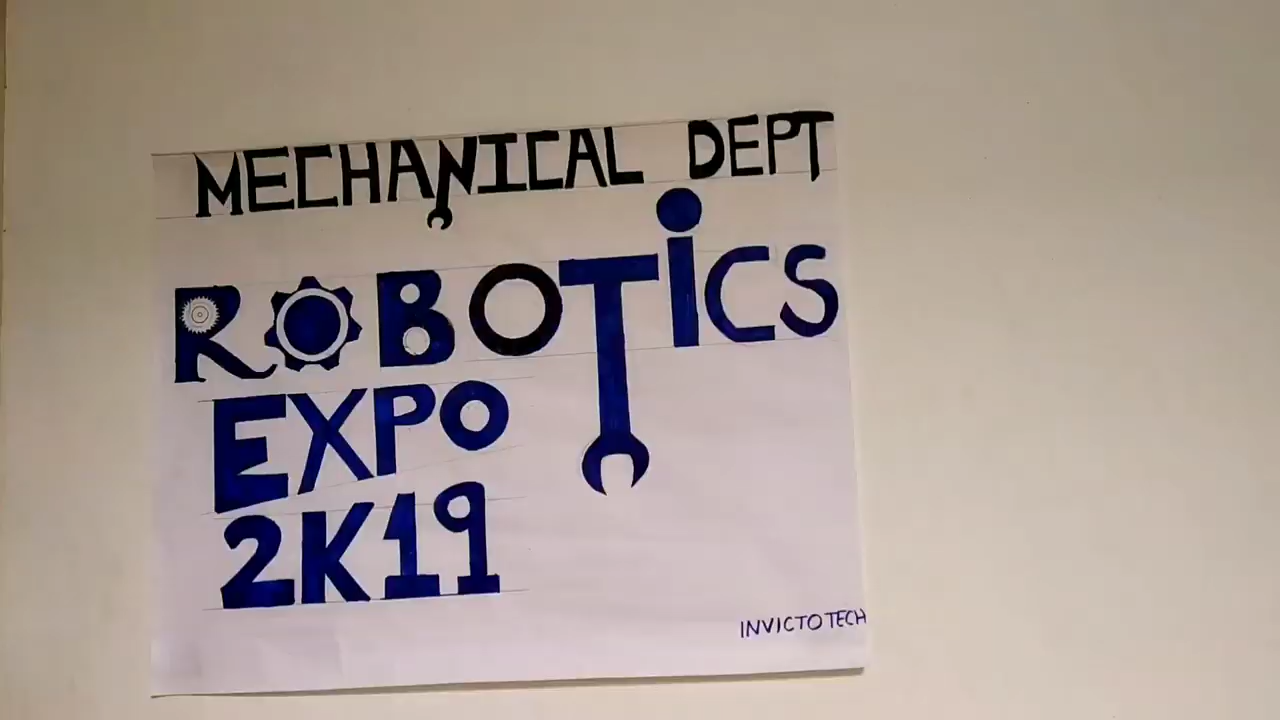 MECHANICAL DEPT
ROBOTiCS
EXPO
2K19
INVICTOTECH